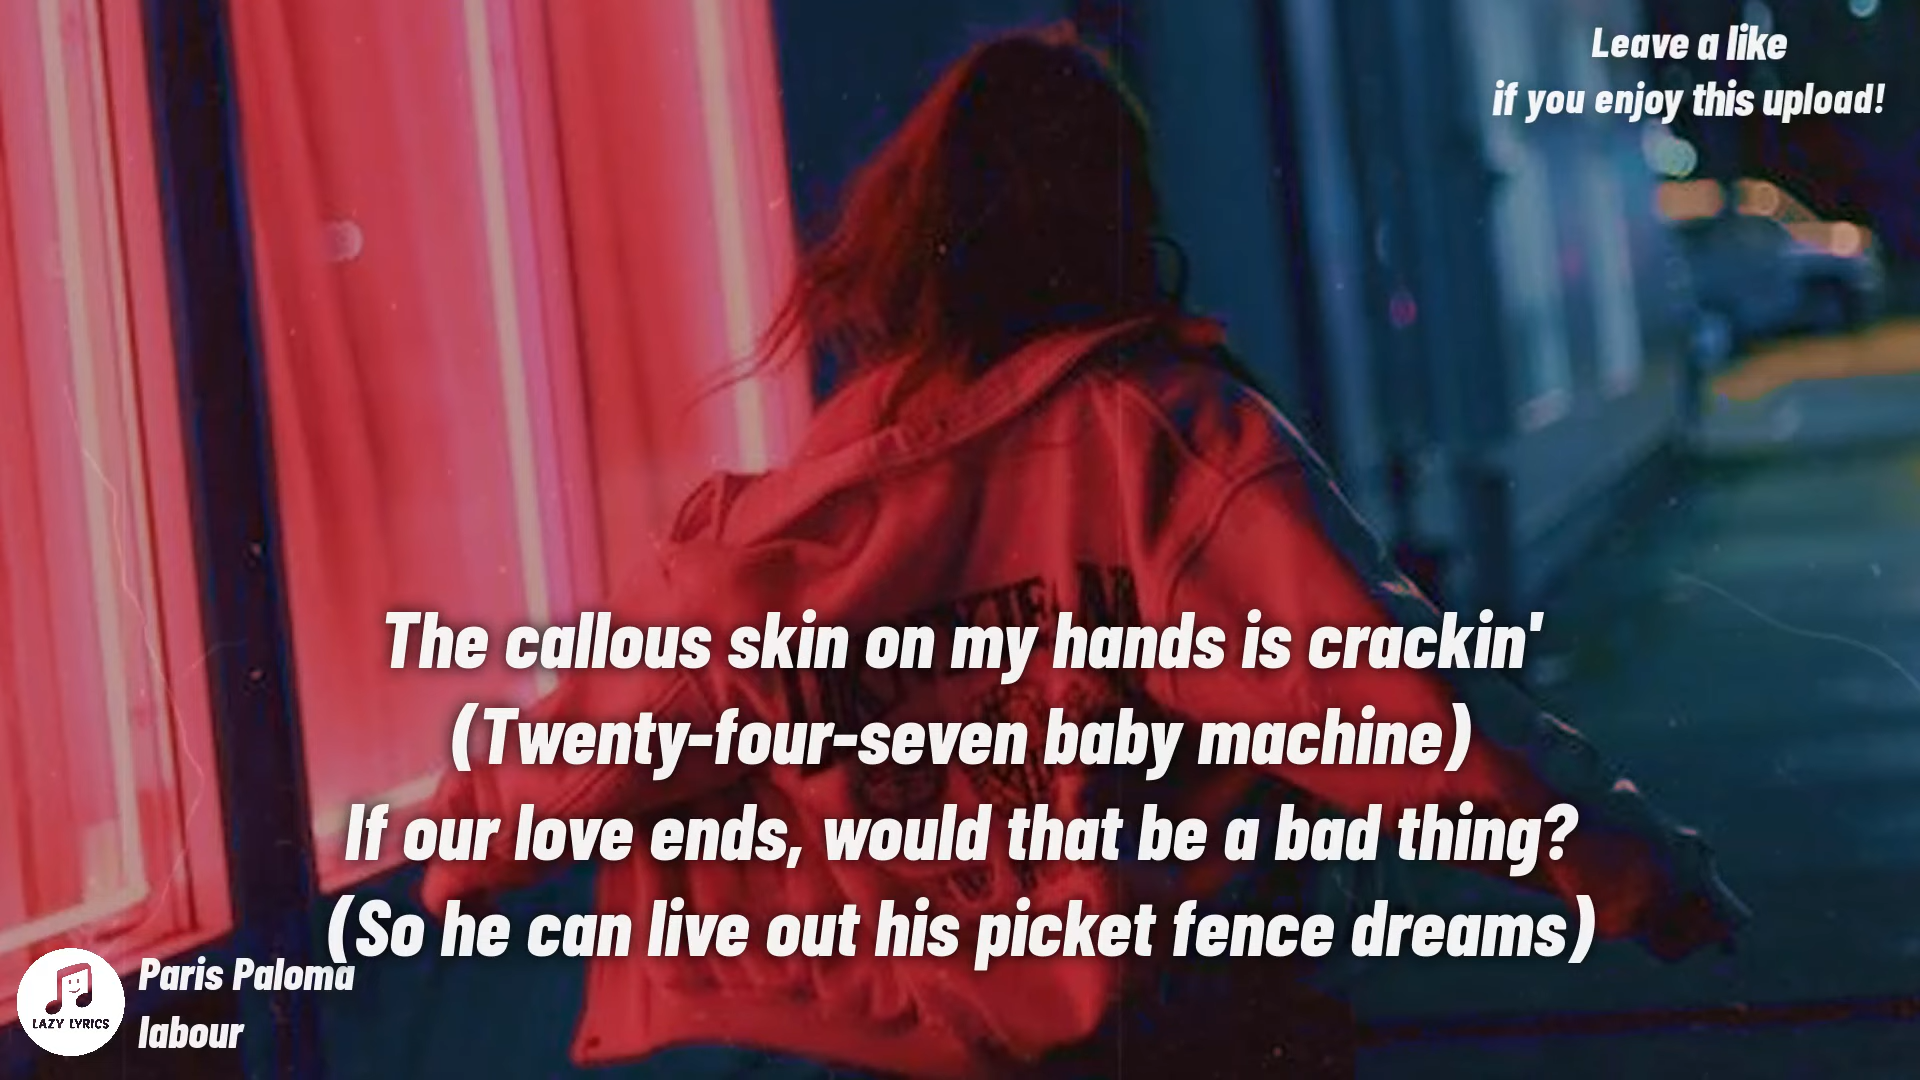 Leave a like
if you enjoy this upload!
The callous skin on my hands is crackin'
(Twenty-four-seven baby machine)
If our love ends, would that be a bad thing?
(So he can live out his picket fence dreams)
Paris Paloma
labour
LAZY LYRICS